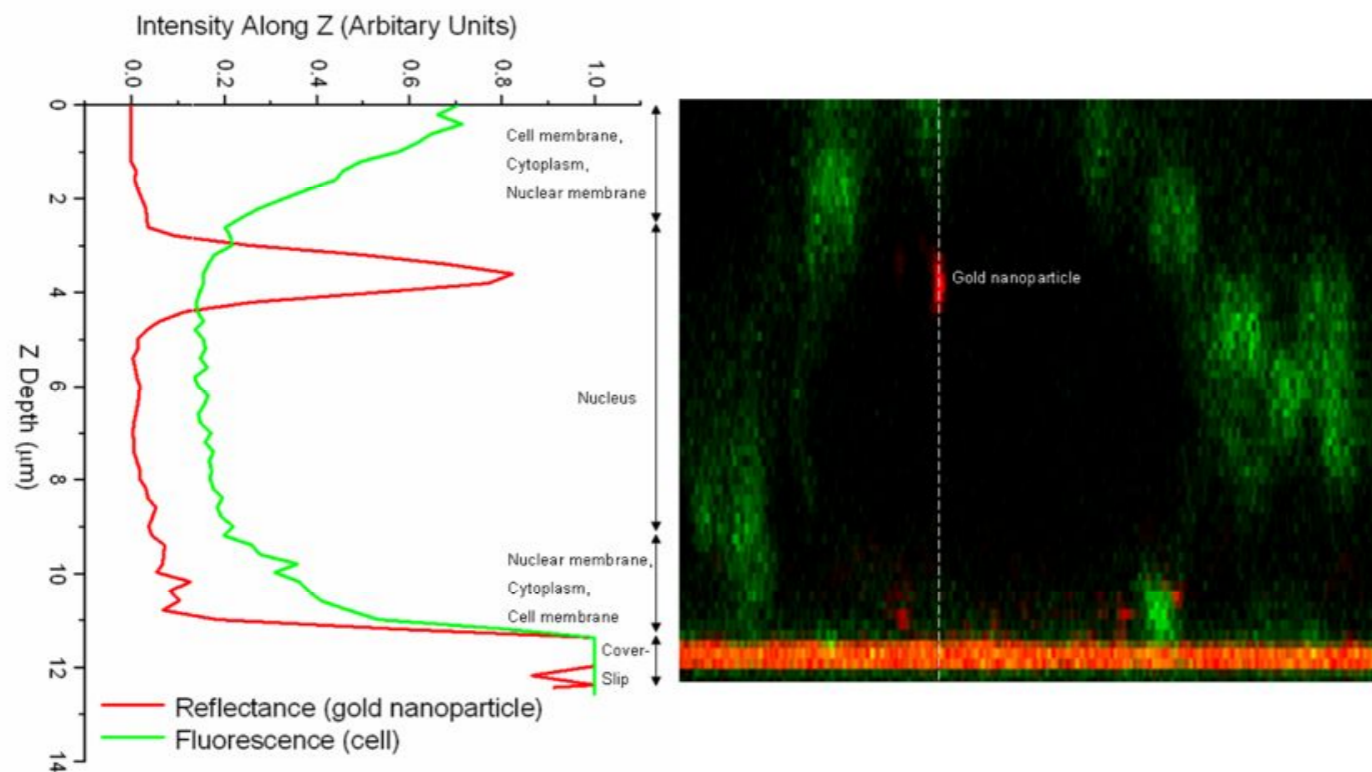 Intensity Along Z (Arbitary Units)
0.0
0.2
0.4
0.6
0.8
1.0
0
2
4
6
8
10
12
14
Z Depth (μm)
Cell membrane,
Cytoplasm,
Nuclear membrane
Nucleus
Nuclear membrane,
Cytoplasm,
Cell membrane
Cover-
Slip
Reflectance (gold nanoparticle)
Fluorescence (cell)
Gold nanoparticle